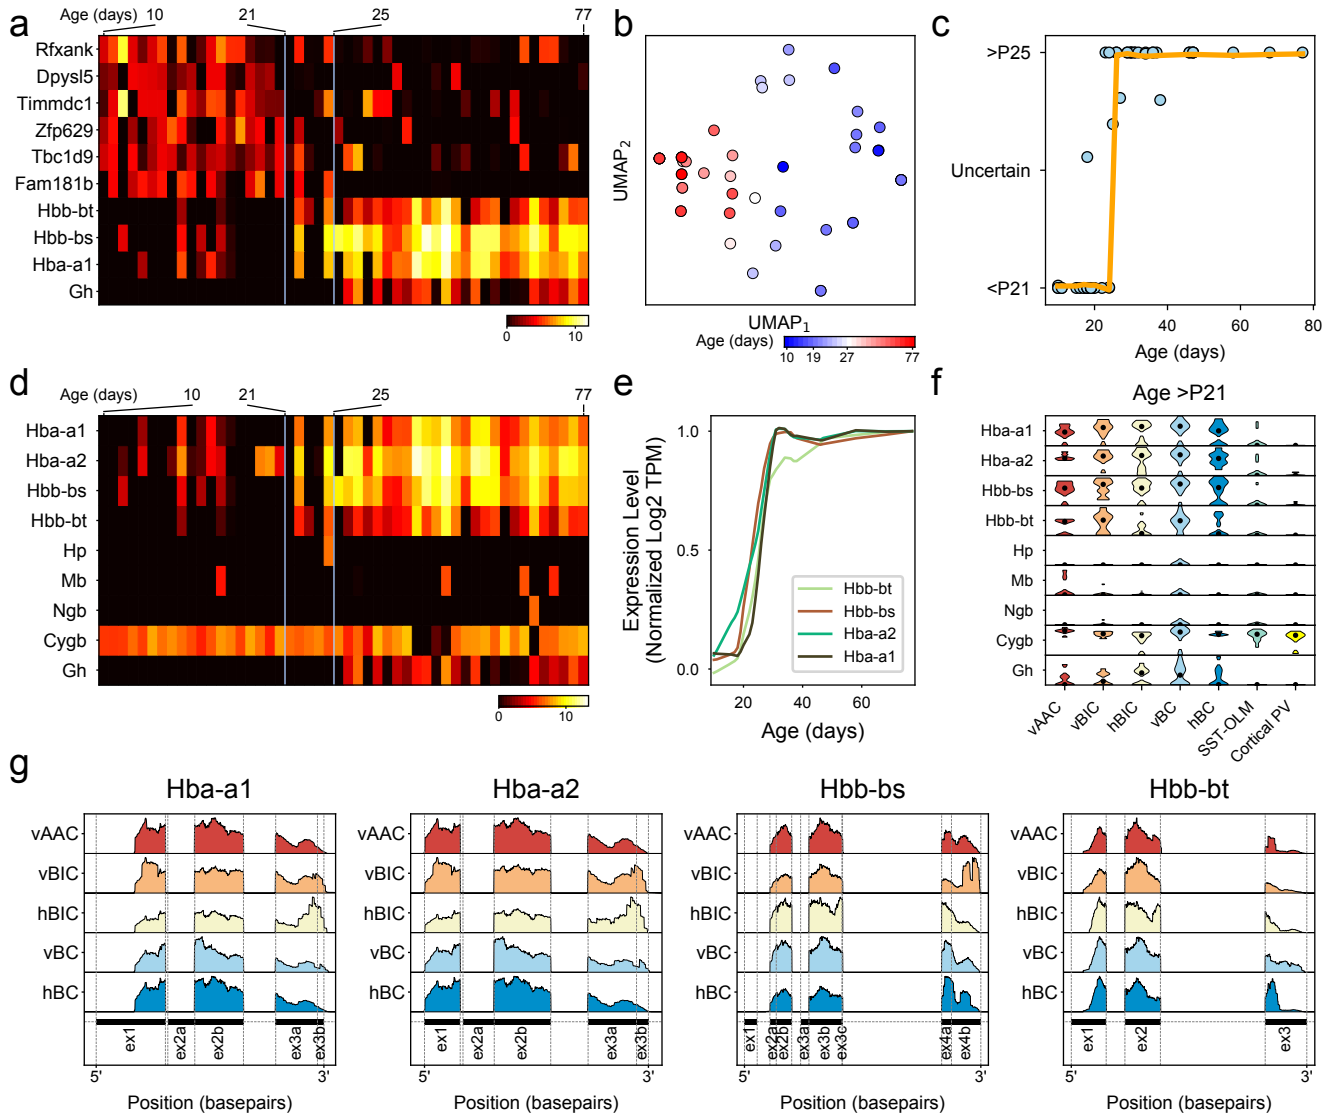 a
Age (days) 10 21 25 77
Rfxank
Dpysl5
Timmdc1
Zfp629
Tbc1d9
Fam181b
Hbb-bt
Hbb-bs
Hba-a1
Gh
0 10
b
UMAP2
UMAP1
Age (days)
10 19 27 77
c
>P25
Uncertain
<P21
20 40 60 80
Age (days)
d
Age (days) 10 21 25 77
Hba-a1
Hba-a2
Hbb-bs
Hbb-bt
Hp
Mb
Ngb
Cygb
Gh
0 10
e
Expression Level
(Normalized Log2 TPM)
1.0
0.5
0.0
Hbb-bt
Hbb-bs
Hba-a2
Hba-a1
20 40 60
Age (days)
f
Age >P21
Hba-a1
Hba-a2
Hbb-bs
Hbb-bt
Hp
Mb
Ngb
Cygb
Gh
vAAC
vBIC
hBIC
vBC
hBC
SST-OLM
Cortical PV
g
Hba-a1
vAAC
vBIC
hBIC
vBC
hBC
ex1
ex2a
ex2b
ex3a
ex3b
5' 3'
Position (basepairs)
Hba-a2
vAAC
vBIC
hBIC
vBC
hBC
ex1
ex2a
ex2b
ex3a
ex3b
5' 3'
Position (basepairs)
Hbb-bs
vAAC
vBIC
hBIC
vBC
hBC
ex1
ex2a
ex2b
ex3a
ex3b
ex3c
ex4a
ex4b
5' 3'
Position (basepairs)
Hbb-bt
vAAC
vBIC
hBIC
vBC
hBC
ex1
ex2
ex3
5' 3'
Position (basepairs)